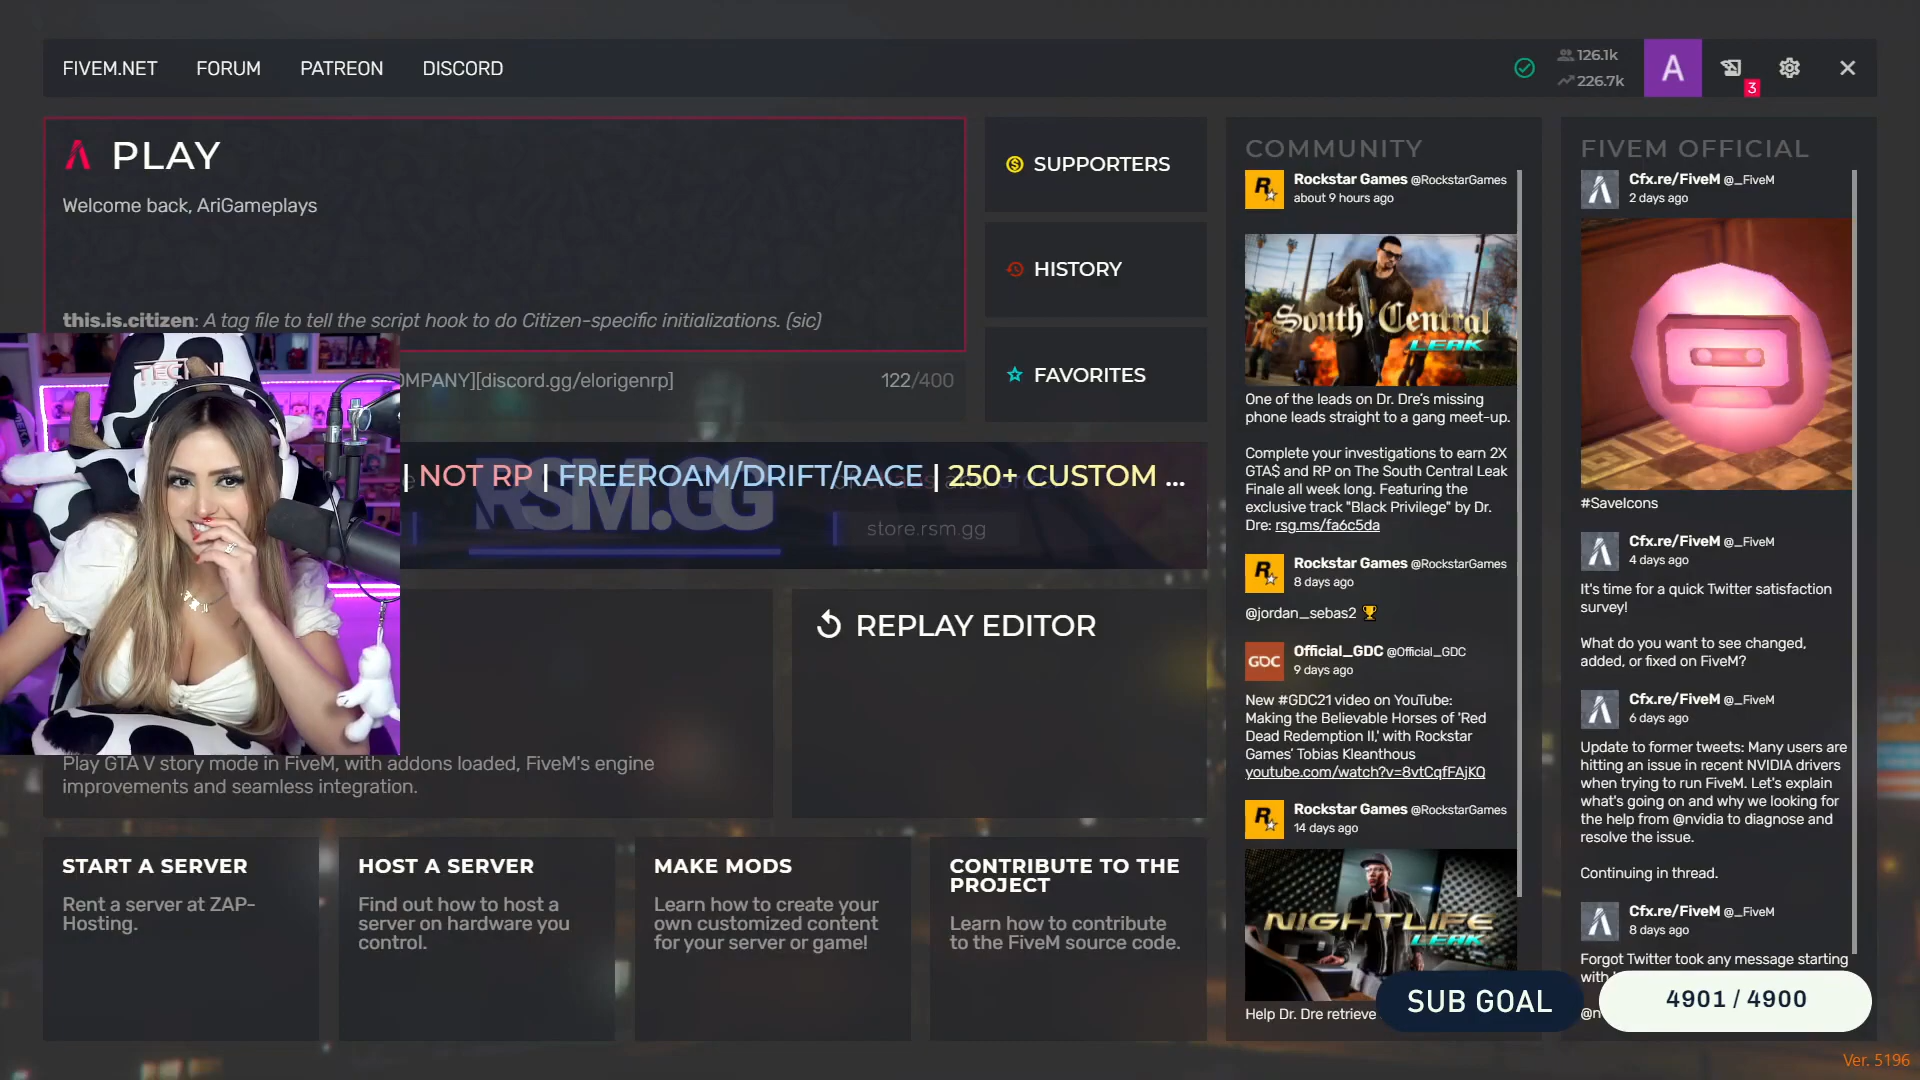 FIVEM.NET FORUM PATREON DISCORD
126.1k
226.7k
A
3
PLAY
Welcome back, AriGameplays
this.is.citizen: A tag file to tell the script hook to do Citizen-specific initializations. (sic)
OMPANY][discord.gg/elorigenrp] 122/400
| NOT RP | FREEROAM/DRIFT/RACE | 250+ CUSTOM ...
RSM.GG
store.rsm.gg
SUPPORTERS
HISTORY
FAVORITES
Play GTA V story mode in FiveM, with addons loaded, FiveM's engine
improvements and seamless integration.
REPLAY EDITOR
START A SERVER
Rent a server at ZAP-
Hosting.
HOST A SERVER
Find out how to host a
server on hardware you
control.
MAKE MODS
Learn how to create your
own customized content
for your server or game!
CONTRIBUTE TO THE
PROJECT
Learn how to contribute
to the FiveM source code.
COMMUNITY
Rockstar Games @RockstarGames
about 9 hours ago
South Central
LEAK
One of the leads on Dr. Dre's missing
phone leads straight to a gang meet-up.
Complete your investigations to earn 2X
GTA$ and RP on The South Central Leak
Finale all week long. Featuring the
exclusive track "Black Privilege" by Dr.
Dre: rsg.ms/fa6c5da
Rockstar Games @RockstarGames
8 days ago
@jordan_sebas2 🏆
GDC
Official_GDC @Official_GDC
9 days ago
New #GDC21 video on YouTube:
Making the Believable Horses of 'Red
Dead Redemption II,' with Rockstar
Games' Tobias Kleanthous
youtube.com/watch?v=8vtCqfFAjKQ
Rockstar Games @RockstarGames
14 days ago
NIGHTLIFE
LEAK
Help Dr. Dre retrieve
FIVEM OFFICIAL
Cfx.re/FiveM @_FiveM
2 days ago
#SaveIcons
Cfx.re/FiveM @_FiveM
4 days ago
It's time for a quick Twitter satisfaction
survey!
What do you want to see changed,
added, or fixed on FiveM?
Cfx.re/FiveM @_FiveM
6 days ago
Update to former tweets: Many users are
hitting an issue in recent NVIDIA drivers
when trying to run FiveM. Let's explain
what's going on and why we looking for
the help from @nvidia to diagnose and
resolve the issue.
Continuing in thread.
Cfx.re/FiveM @_FiveM
8 days ago
Forgot Twitter took any message starting
with
SUB GOAL 4901 / 4900
Ver. 5196